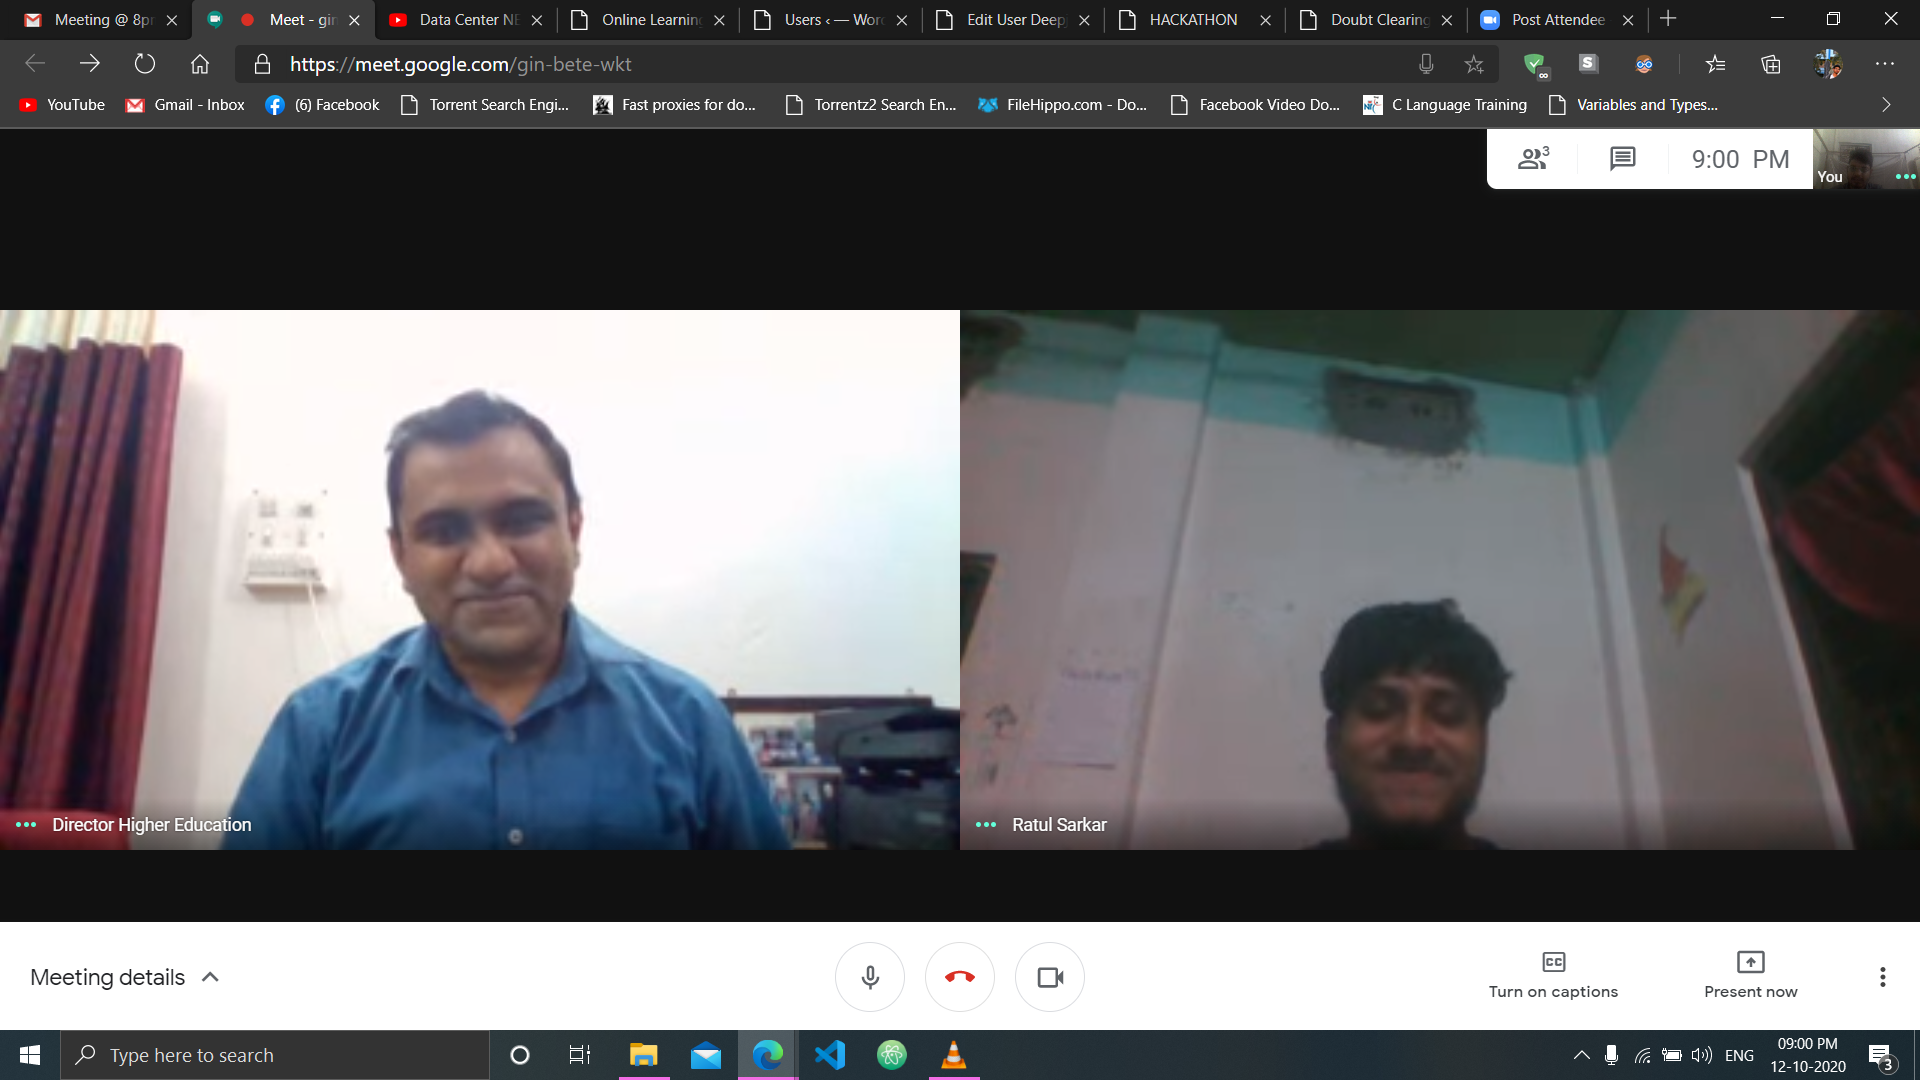 Meeting @ 8pr
Meet - gin
Data Center NE
Online Learning
Users ‹ — Word
Edit User Deep
HACKATHON
Doubt Clearing
Post Attendee
https://meet.google.com/gin-bete-wkt
YouTube
Gmail - Inbox
(6) Facebook
Torrent Search Engi...
Fast proxies for do...
Torrentz2 Search En...
FileHippo.com - Do...
Facebook Video Do...
C Language Training
Variables and Types...
3
9:00 PM
You
Director Higher Education
Ratul Sarkar
Meeting details
Turn on captions
Present now
Type here to search
ENG
09:00 PM
12-10-2020
3